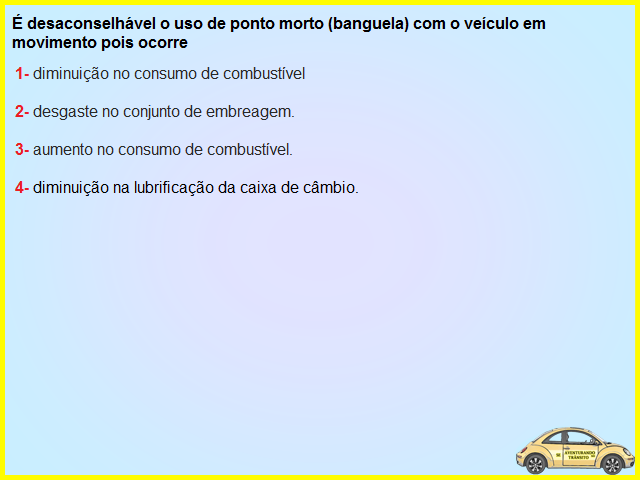 É desaconselhável o uso de ponto morto (banguela) com o veículo em
movimento pois ocorre
1- diminuição no consumo de combustível
2- desgaste no conjunto de embreagem.
3- aumento no consumo de combustível.
4- diminuição na lubrificação da caixa de câmbio.
AVENTURANDO
TRÂNSITO